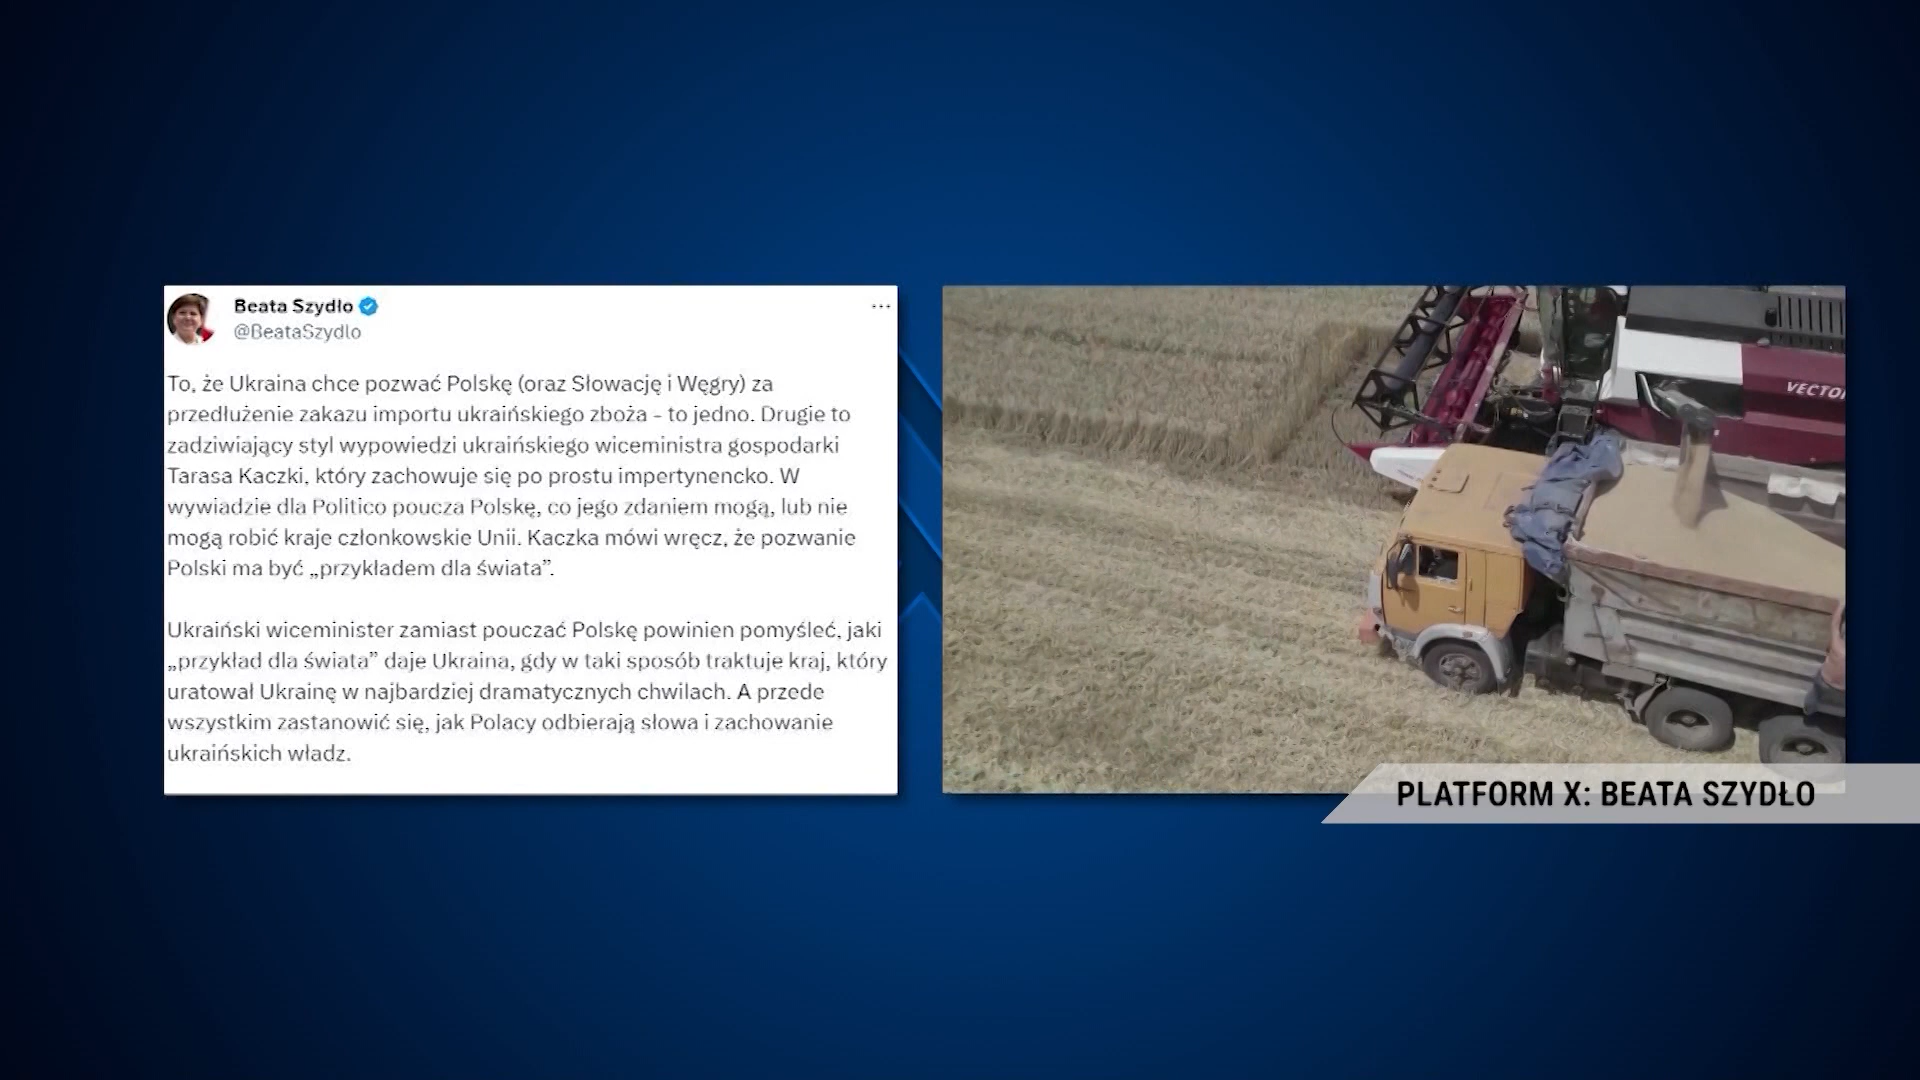 Beata Szydło
@BeataSzydlo
To, że Ukraina chce pozwać Polskę (oraz Słowację i Węgry) za
przedłużenie zakazu importu ukraińskiego zboża - to jedno. Drugie to
zadziwiający styl wypowiedzi ukraińskiego wiceministra gospodarki
Tarasa Kaczki, który zachowuje się po prostu impertynencko. W
wywiadzie dla Politico poucza Polskę, co jego zdaniem mogą, lub nie
mogą robić kraje członkowskie Unii. Kaczka mówi wręcz, że pozwanie
Polski ma być „przykładem dla świata”.
Ukraiński wiceminister zamiast pouczać Polskę powinien pomyśleć, jaki
„przykład dla świata” daje Ukraina, gdy w taki sposób traktuje kraj, który
uratował Ukrainę w najbardziej dramatycznych chwilach. A przede
wszystkim zastanowić się, jak Polacy odbierają słowa i zachowanie
ukraińskich władz.
VECTO
PLATFORM X: BEATA SZYDŁO